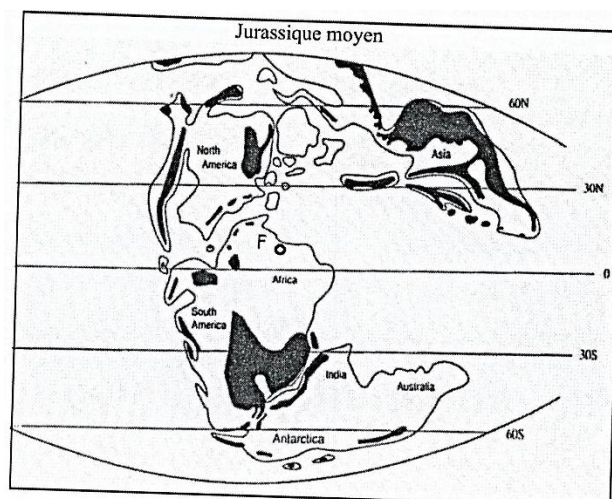 Jurassique moyen
60N
North
America
Asia
30N
F
0
Africa
South
America
30S
India
Australia
Antarctica
60S